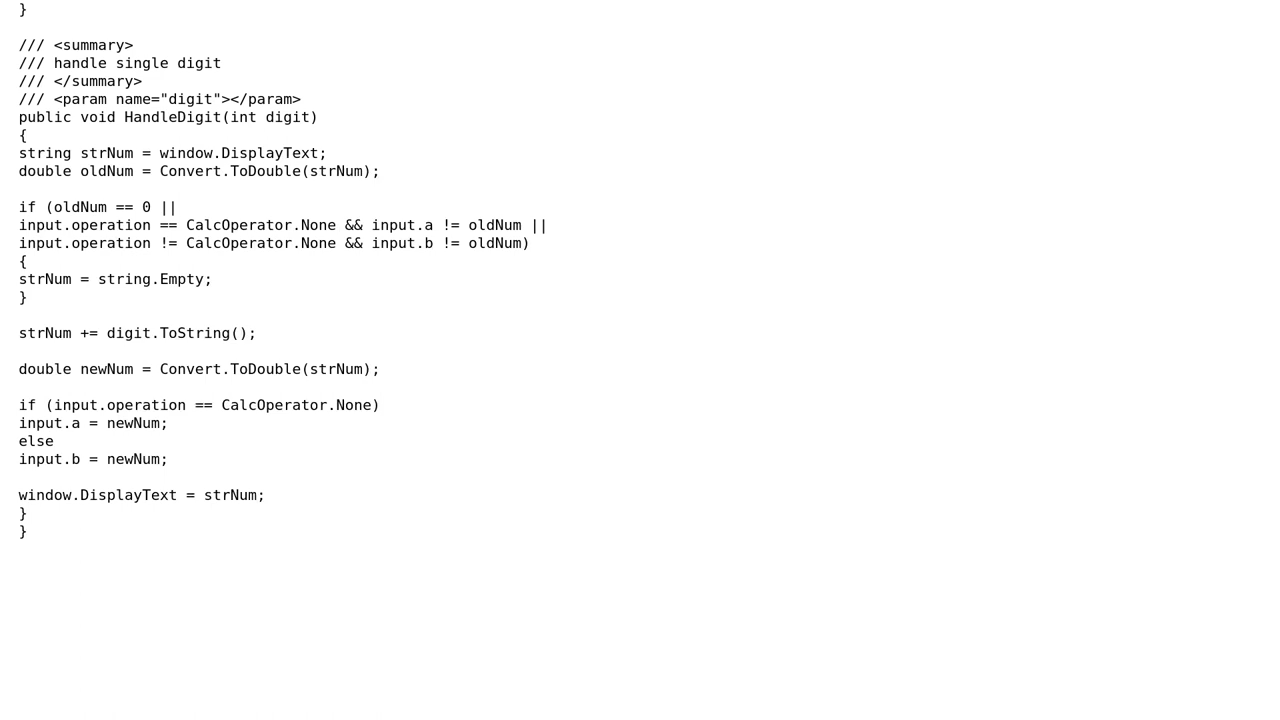 }
/// <summary>
/// handle single digit
/// </summary>
/// <param name="digit"></param>
public void HandleDigit(int digit)
{
string strNum = window.DisplayText;
double oldNum = Convert.ToDouble(strNum);
if (oldNum == 0 ||
input.operation == CalcOperator.None && input.a != oldNum ||
input.operation != CalcOperator.None && input.b != oldNum)
{
strNum = string.Empty;
}
strNum += digit.ToString();
double newNum = Convert.ToDouble(strNum);
if (input.operation == CalcOperator.None)
input.a = newNum;
else
input.b = newNum;
window.DisplayText = strNum;
}
}